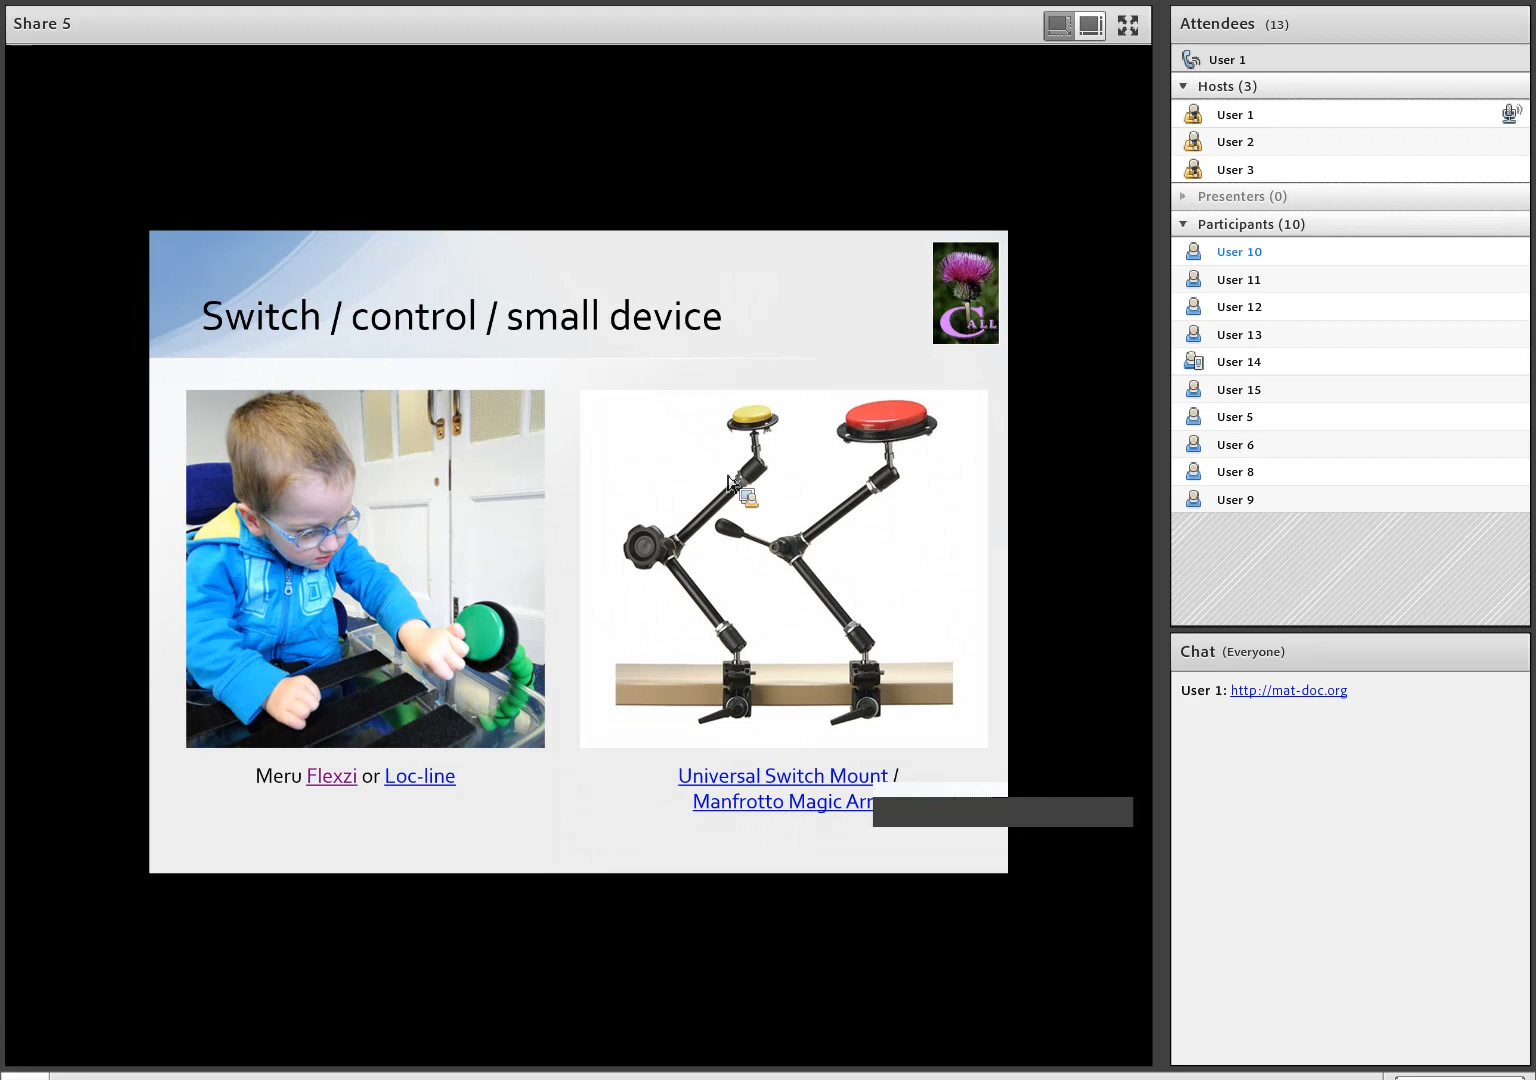 Share 5
Switch / control / small device
CALL
Meru Flexzi or Loc-line
Universal Switch Mount /
Manfrotto Magic
Attendees (13)
User 1
Hosts (3)
User 1
User 2
User 3
Presenters (0)
Participants (10)
User 10
User 11
User 12
User 13
User 14
User 15
User 5
User 6
User 8
User 9
Chat (Everyone)
User 1: http://mat-doc.org